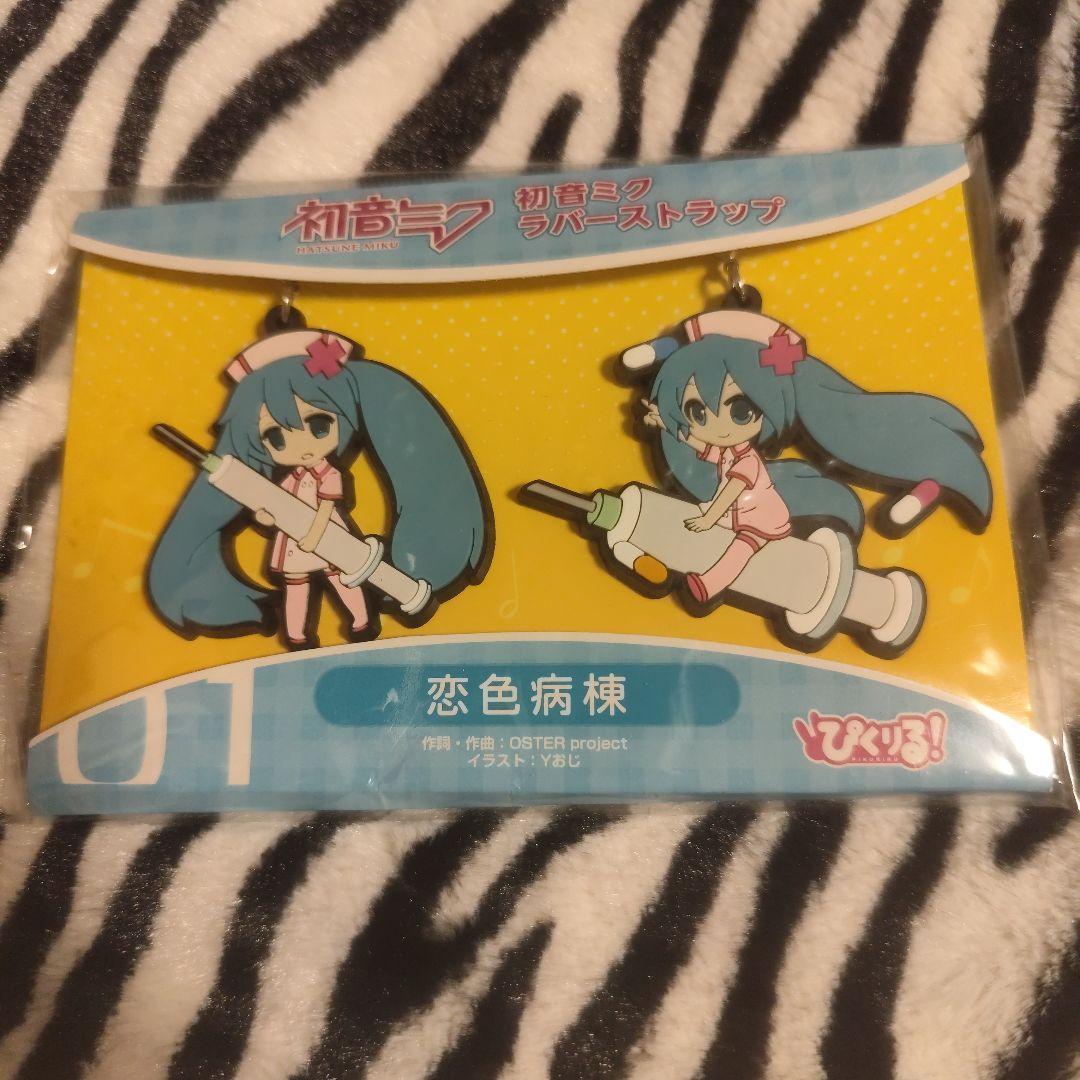 初音ミク
HATSUNE MIKU
初音ミク
ラバーストラップ
01
恋色病棟
作詞・作曲：OSTER project
イラスト：Yおじ
ぴくりる!
PIKURIRU